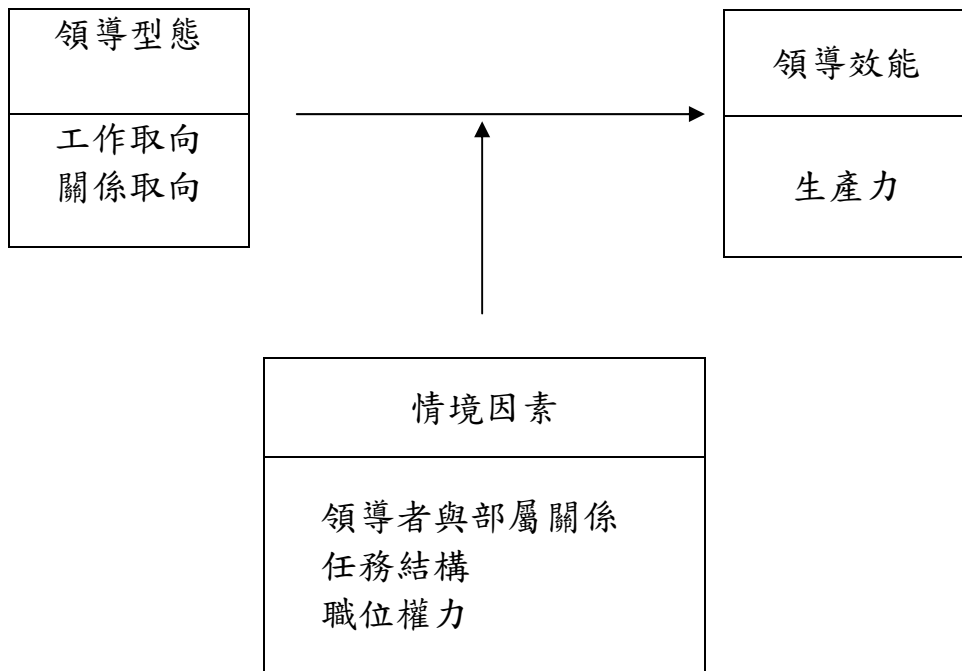 領導型態
工作取向
關係取向
領導效能
生產力
情境因素
領導者與部屬關係
任務結構
職位權力